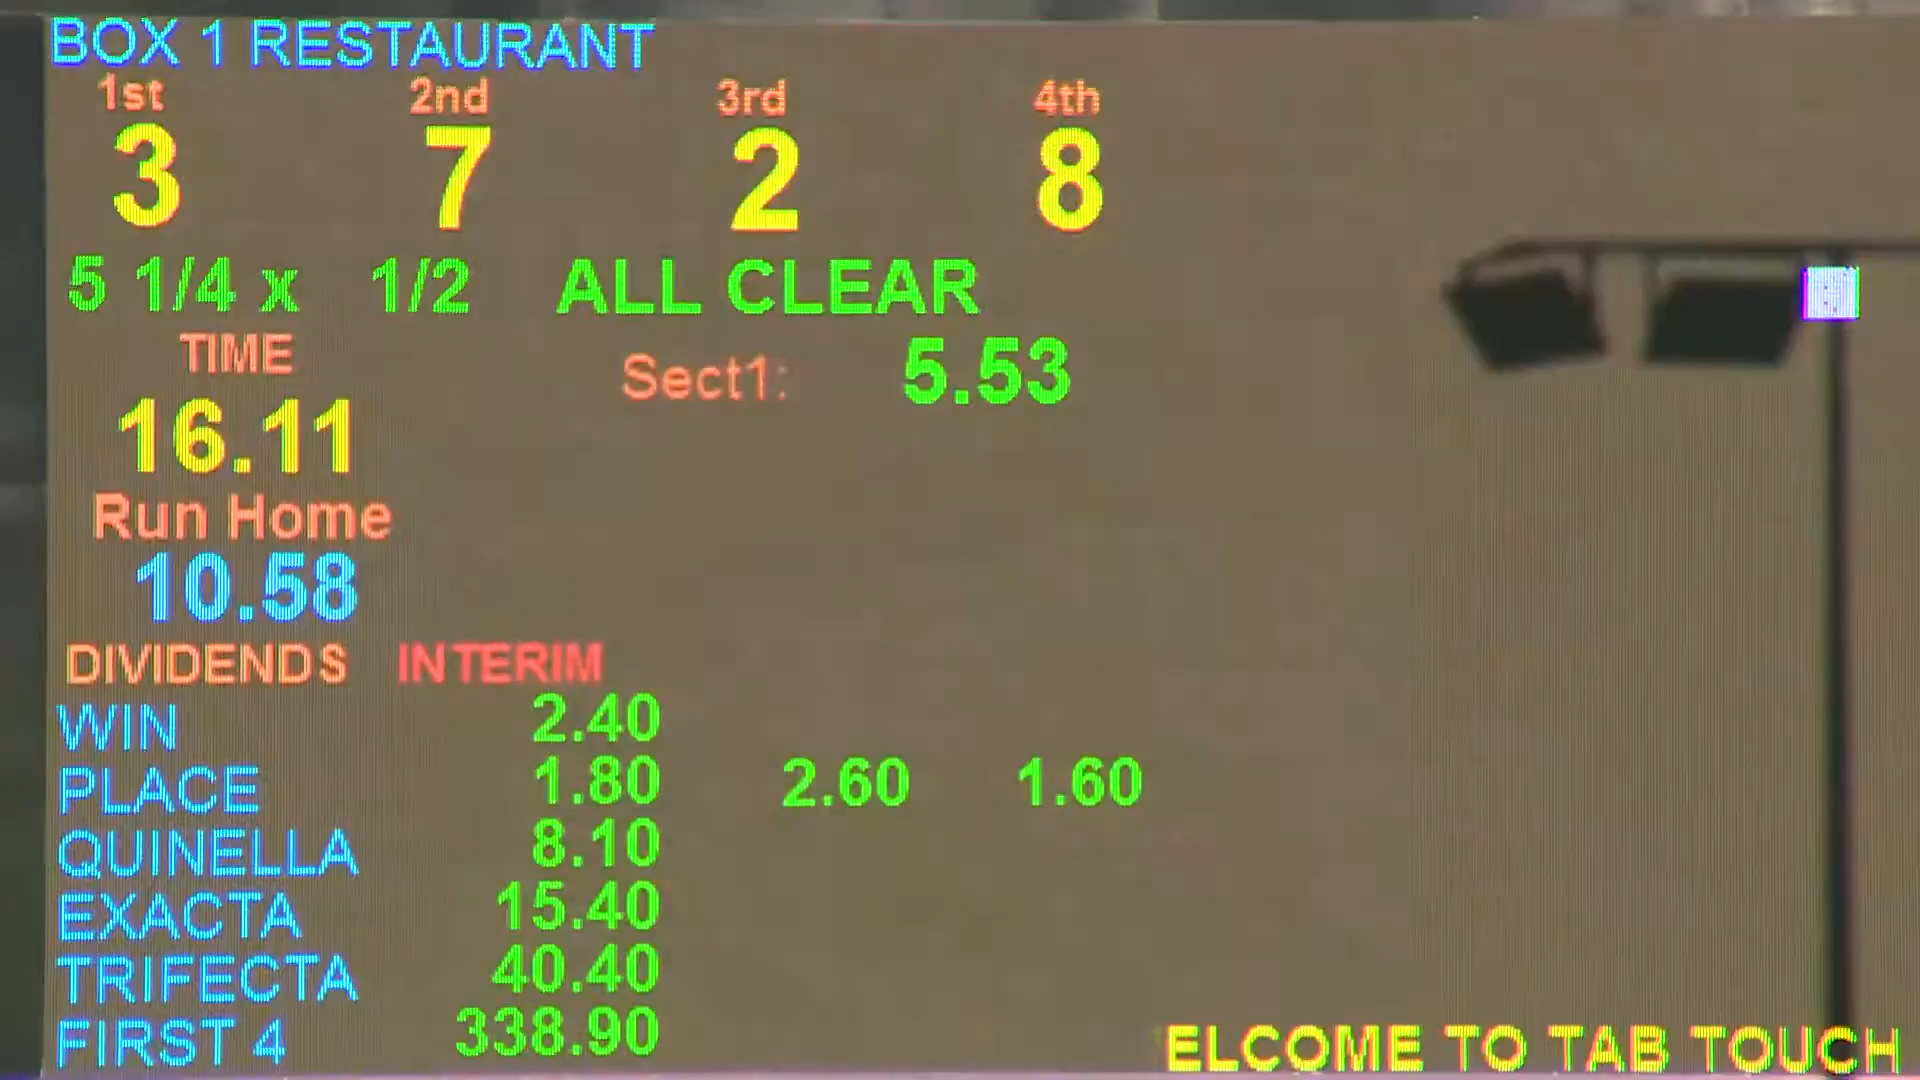 BOX 1 RESTAURANT
1st 2nd 3rd 4th
3 7 2 8
5 1/4 x 1/2 ALL CLEAR
TIME
Sect1: 5.53
16.11
Run Home
10.58
DIVIDENDS INTERIM
WIN 2.40
PLACE 1.80 2.60 1.60
QUINELLA 8.10
EXACTA 15.40
TRIFECTA 40.40
FIRST 4 338.90
ELCOME TO TAB TOUCH